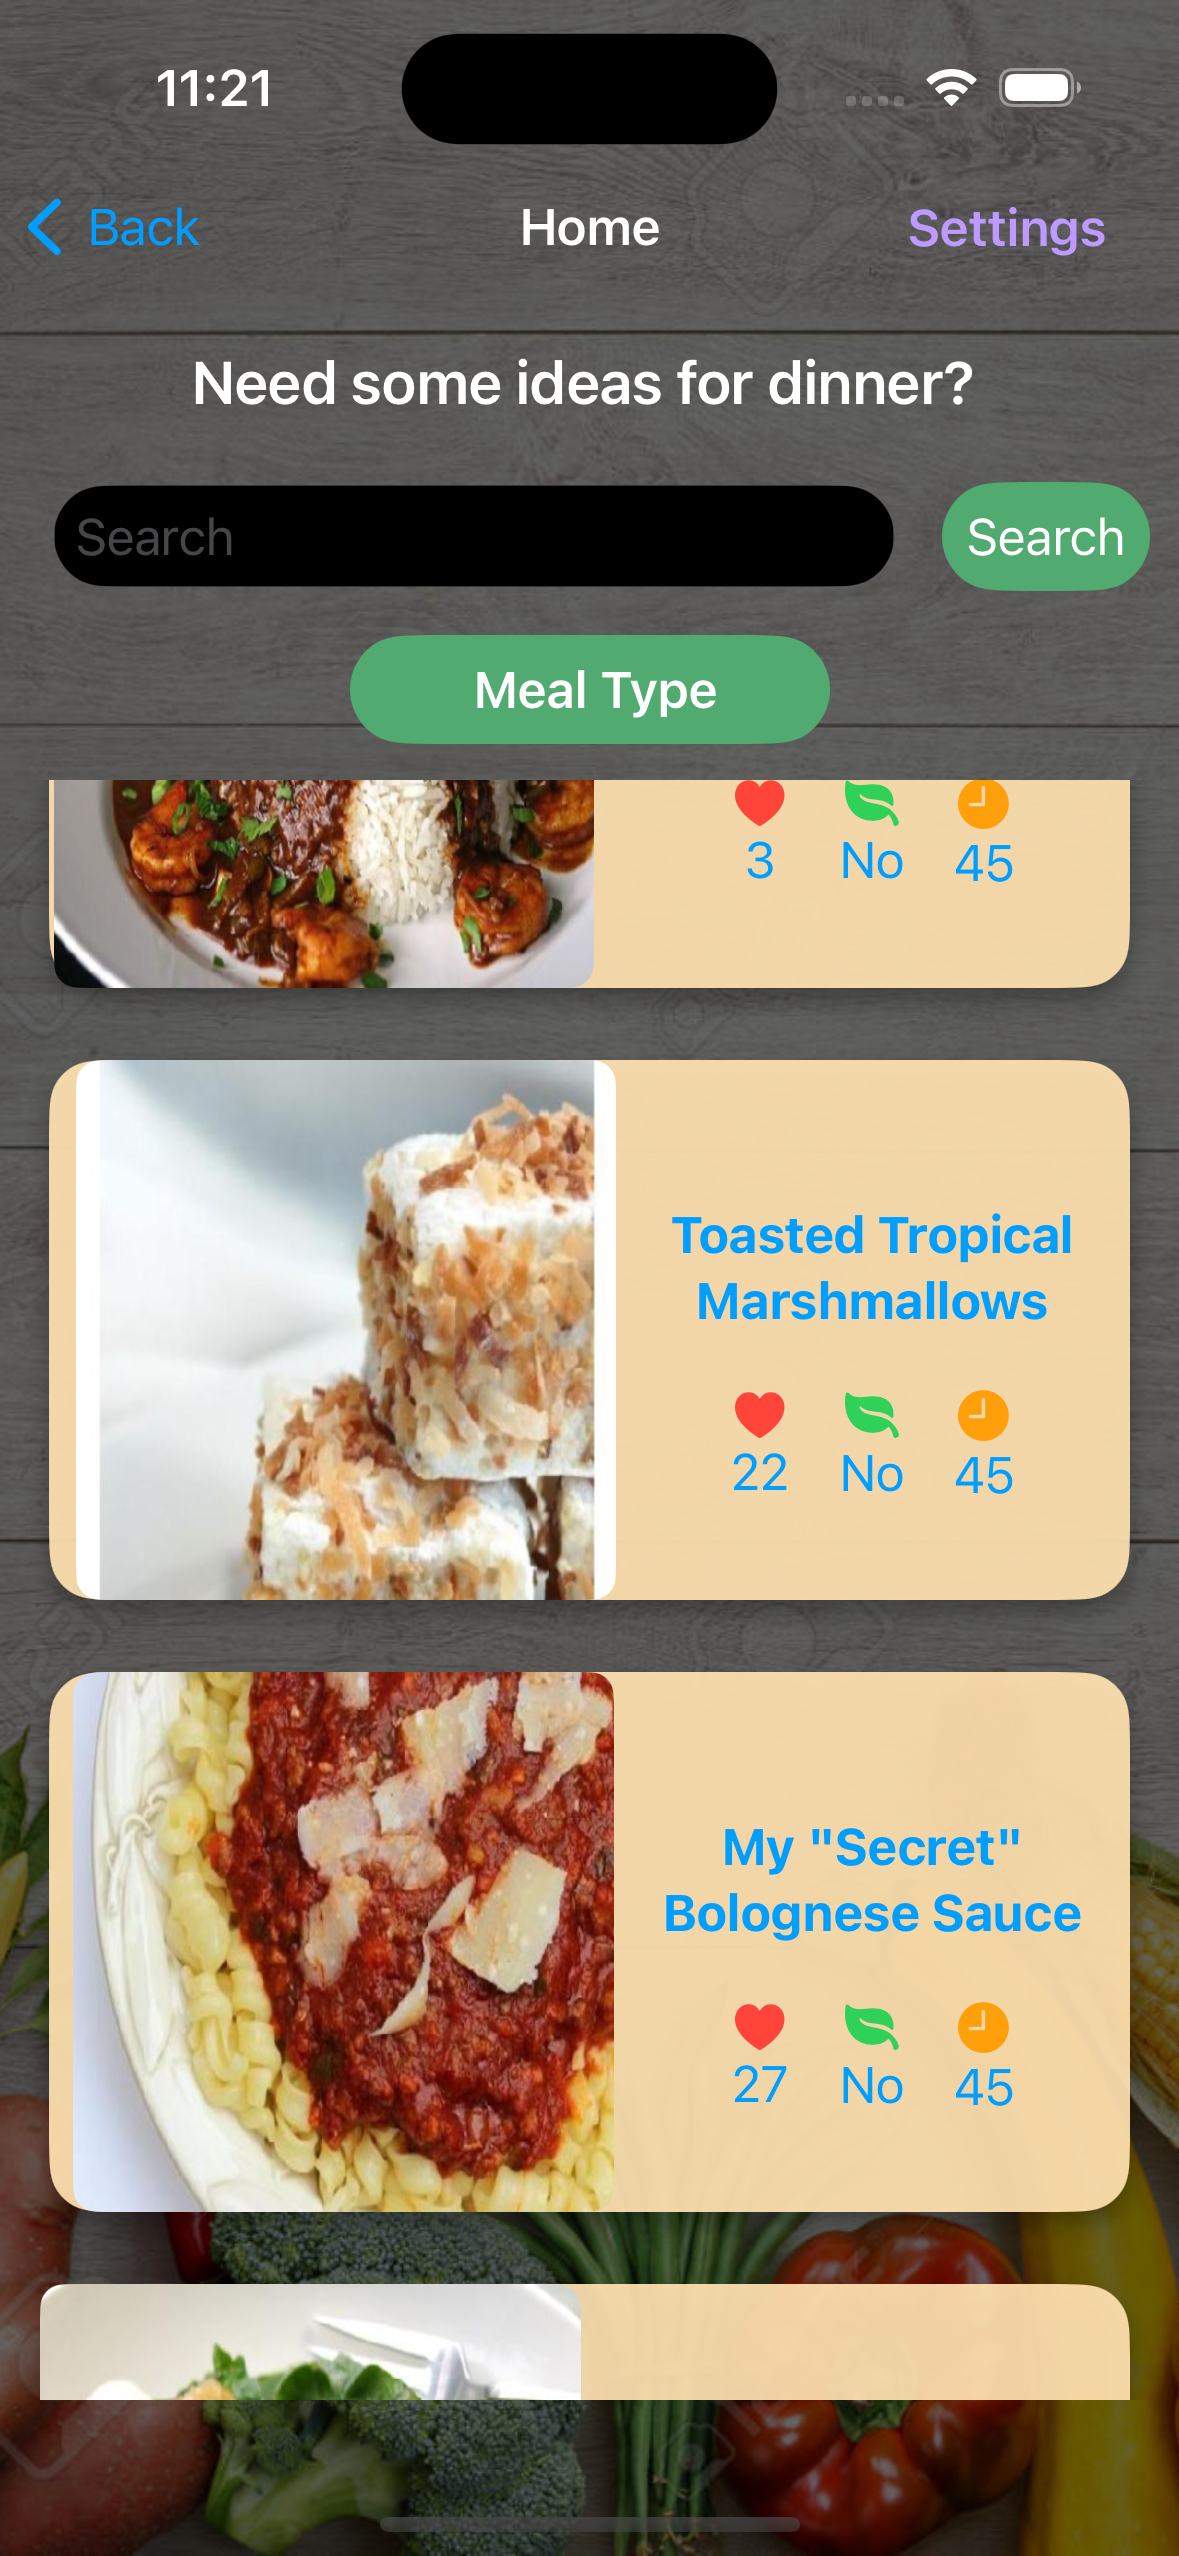 11:21
Back
Home
Settings
Need some ideas for dinner?
Search
Search
Meal Type
3
No
45
Toasted Tropical
Marshmallows
22
No
45
My "Secret"
Bolognese Sauce
27
No
45